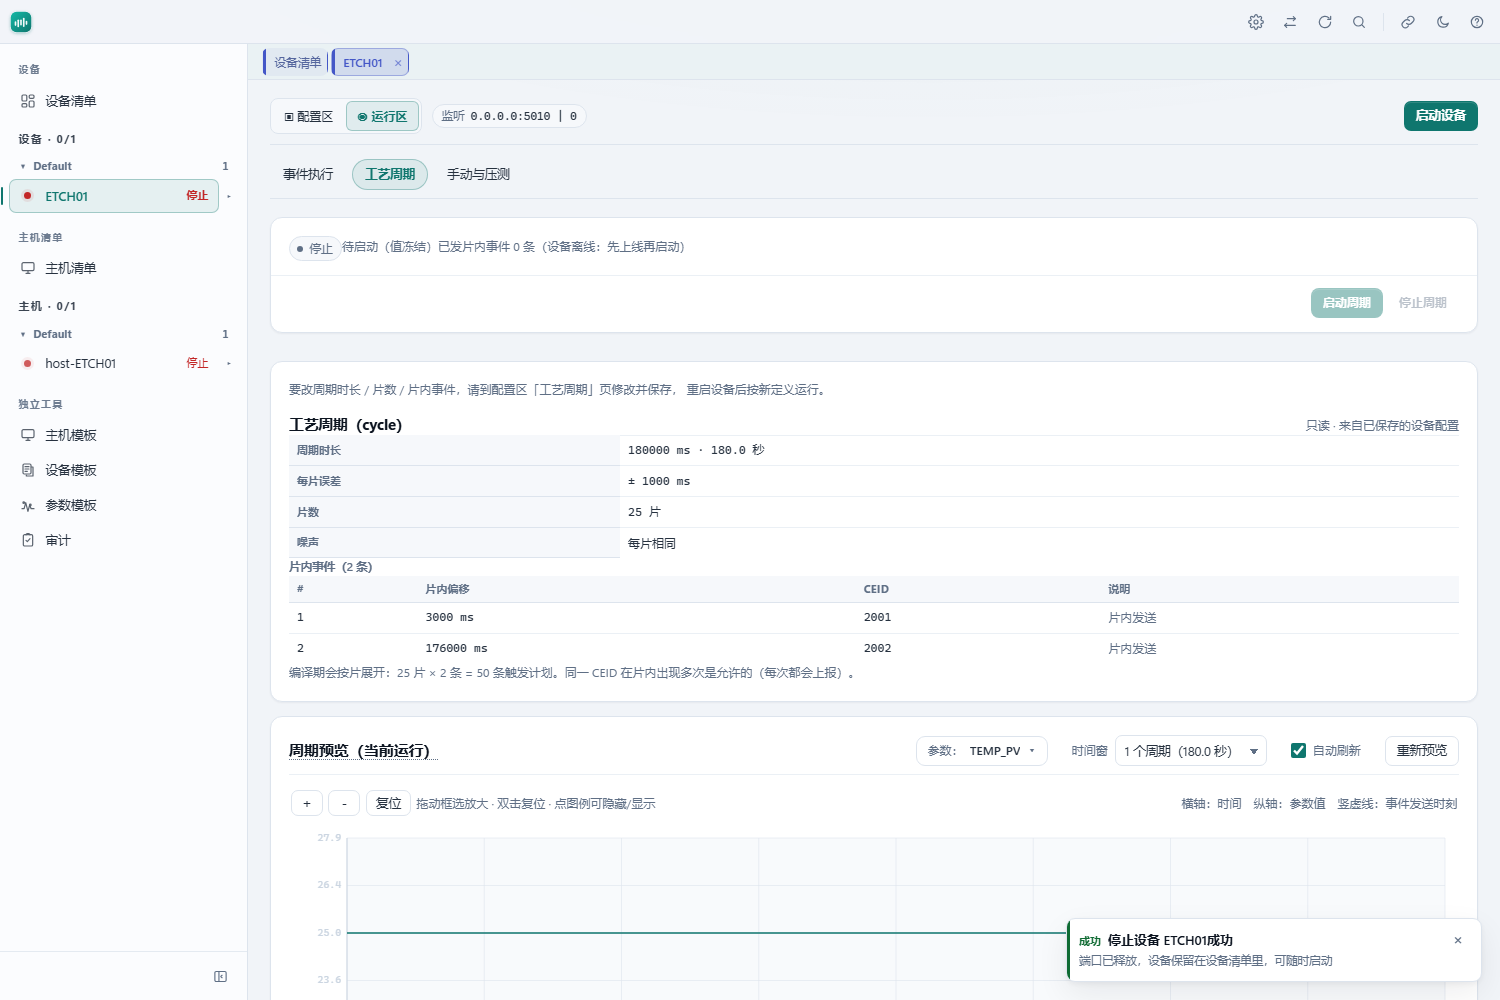 设备清单
ETCH01 ×
设备
设备清单
设备 · 0/1
Default 1
ETCH01 停止
主机清单
主机清单
主机 · 0/1
Default 1
host-ETCH01 停止
独立工具
主机模板
设备模板
参数模板
审计
配置区
运行区
监听 0.0.0.0:5010 | 0
启动设备
事件执行
工艺周期
手动与压测
停止
待启动（值冻结）已发片内事件 0 条（设备离线：先上线再启动）
启动周期
停止周期
要改周期时长 / 片数 / 片内事件，请到配置区「工艺周期」页修改并保存， 重启设备后按新定义运行。
工艺周期（cycle）
只读 · 来自已保存的设备配置
周期时长 180000 ms · 180.0 秒
每片误差 ± 1000 ms
片数 25 片
噪声 每片相同
片内事件（2 条）
# 片内偏移 CEID 说明
1 3000 ms 2001 片内发送
2 176000 ms 2002 片内发送
编译期会按片展开：25 片 × 2 条 = 50 条触发计划。同一 CEID 在片内出现多次是允许的（每次都会上报）。
周期预览（当前运行）
参数： TEMP_PV
时间窗 1 个周期（180.0 秒）
自动刷新
重新预览
+ - 复位 拖动框选放大 · 双击复位 · 点图例可隐藏/显示
横轴：时间 纵轴：参数值 竖虚线：事件发送时刻
27.9
26.4
25.0
23.6
成功 停止设备 ETCH01成功 ×
端口已释放，设备保留在设备清单里，可随时启动